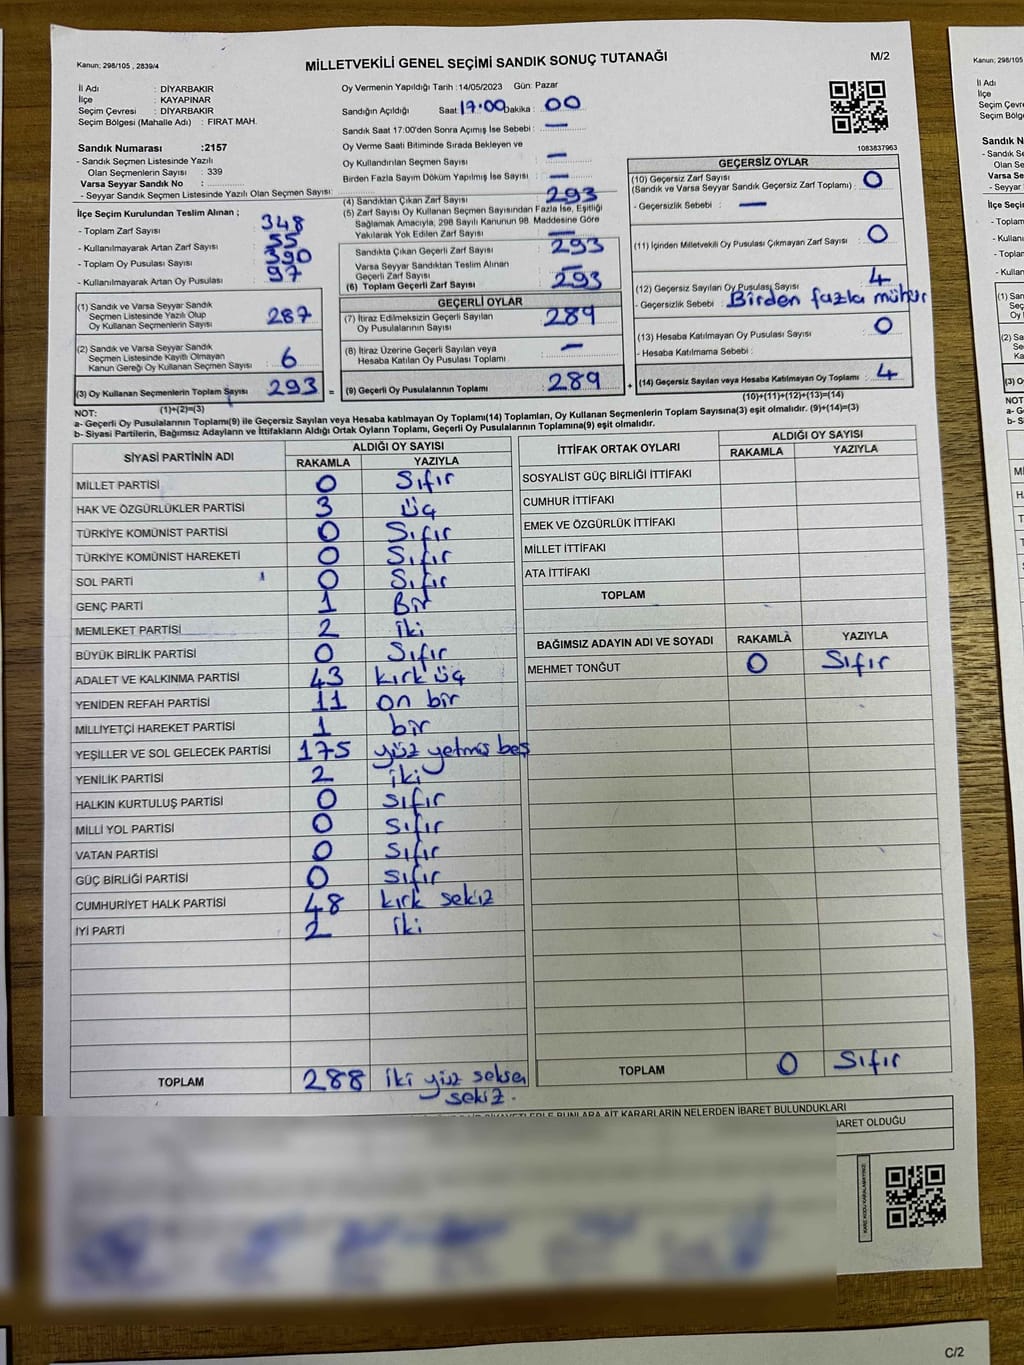 MİLLETVEKİLİ GENEL SEÇİMİ SANDIK SONUÇ TUTANAĞI
M/2
Kanun: 298/105 , 2839/4
İl Adı : DİYARBAKIR
İlçe : KAYAPINAR
Seçim Çevresi : DİYARBAKIR
Seçim Bölgesi (Mahalle Adı) : FIRAT MAH.
Sandık Numarası :2157
- Sandık Seçmen Listesinde Yazılı
Olan Seçmenlerin Sayısı : 339
Varsa Seyyar Sandık No :
- Seyyar Sandık Seçmen Listesinde Yazılı Olan Seçmen Sayısı:
İlçe Seçim Kurulundan Teslim Alınan ;
- Toplam Zarf Sayısı : 348
- Kullanılmayarak Artan Zarf Sayısı : 55
- Toplam Oy Pusulası Sayısı : 390
- Kullanılmayarak Artan Oy Pusulası : 97
(1) Sandık ve Varsa Seyyar Sandık
Seçmen Listesinde Yazılı Olup
Oy Kullanan Seçmenlerin Sayısı : 287
(2) Sandık ve Varsa Seyyar Sandık
Seçmen Listesinde Kayıtlı Olmayan
Kanun Gereği Oy Kullanan Seçmen Sayısı : 6
(3) Oy Kullanan Seçmenlerin Toplam Sayısı 293 =
(1)+(2)=(3)
Oy Vermenin Yapıldığı Tarih :14/05/2023 Gün: Pazar
Sandığın Açıldığı Saat: 17:00 Dakika : 00
Sandık Saat 17:00'den Sonra Açımış İse Sebebi : —
Oy Verme Saati Bitiminde Sırada Bekleyen ve
Oy Kullandırılan Seçmen Sayısı : —
Birden Fazla Sayım Döküm Yapılmış İse Sayısı : —
(4) Sandıktan Çıkan Zarf Sayısı : 293
(5) Zarf Sayısı Oy Kullanan Seçmen Sayısından Fazla İse, Eşitliği
Sağlamak Amacıyla, 298 Sayılı Kanunun 98. Maddesine Göre
Yakılarak Yok Edilen Zarf Sayısı : —
Sandıkta Çıkan Geçerli Zarf Sayısı : 293
Varsa Seyyar Sandıktan Teslim Alınan
Geçerli Zarf Sayısı : —
(6) Toplam Geçerli Zarf Sayısı : 293
GEÇERLİ OYLAR
(7) İtiraz Edilmeksizin Geçerli Sayılan
Oy Pusulalarının Sayısı : 289
(8) İtiraz Üzerine Geçerli Sayılan veya
Hesaba Katılan Oy Pusulası Toplamı : —
(9) Geçerli Oy Pusulalarının Toplamı : 289 +
1083837963
GEÇERSİZ OYLAR
(10) Geçersiz Zarf Sayısı
(Sandık ve Varsa Seyyar Sandık Geçersiz Zarf Toplamı) : 0
- Geçersizlik Sebebi : —
(11) İçinden Milletvekili Oy Pusulası Çıkmayan Zarf Sayısı : 0
(12) Geçersiz Sayılan Oy Pusulası Sayısı : 4
- Geçersizlik Sebebi : Birden fazla mühür
(13) Hesaba Katılmayan Oy Pusulası Sayısı : 0
- Hesaba Katılmama Sebebi :
(14) Geçersiz Sayılan veya Hesaba Katılmayan Oy Toplamı : 4
(10)+(11)+(12)+(13)=(14)
NOT:
a- Geçerli Oy Pusulalarının Toplamı(9) ile Geçersiz Sayılan veya Hesaba katılmayan Oy Toplamı(14) Toplamları, Oy Kullanan Seçmenlerin Toplam Sayısına(3) eşit olmalıdır. (9)+(14)=(3)
b- Siyasi Partilerin, Bağımsız Adayların ve İttifakların Aldığı Ortak Oyların Toplamı, Geçerli Oy Pusulalarının Toplamına(9) eşit olmalıdır.
SİYASİ PARTİNİN ADI ALDIĞI OY SAYISI
RAKAMLA YAZIYLA
MİLLET PARTİSİ 0 Sıfır
HAK VE ÖZGÜRLÜKLER PARTİSİ 3 üç
TÜRKİYE KOMÜNİST PARTİSİ 0 Sıfır
TÜRKİYE KOMÜNİST HAREKETİ 0 Sıfır
SOL PARTİ 0 Sıfır
GENÇ PARTİ 1 Bir
MEMLEKET PARTİSİ 2 iki
BÜYÜK BİRLİK PARTİSİ 0 Sıfır
ADALET VE KALKINMA PARTİSİ 43 kırk üç
YENİDEN REFAH PARTİSİ 11 on bir
MİLLİYETÇİ HAREKET PARTİSİ 1 bir
YEŞİLLER VE SOL GELECEK PARTİSİ 175 yüz yetmiş beş
YENİLİK PARTİSİ 2 iki
HALKIN KURTULUŞ PARTİSİ 0 sıfır
MİLLİ YOL PARTİSİ 0 sıfır
VATAN PARTİSİ 0 sıfır
GÜÇ BİRLİĞİ PARTİSİ 0 sıfır
CUMHURİYET HALK PARTİSİ 48 kırk sekiz
İYİ PARTİ 2 iki
TOPLAM 288 iki yüz seksen
sekiz.
İTTİFAK ORTAK OYLARI ALDIĞI OY SAYISI
RAKAMLA YAZIYLA
SOSYALİST GÜÇ BİRLİĞİ İTTİFAKI
CUMHUR İTTİFAKI
EMEK VE ÖZGÜRLÜK İTTİFAKI
MİLLET İTTİFAKI
ATA İTTİFAKI
TOPLAM
BAĞIMSIZ ADAYIN ADI VE SOYADI RAKAMLA YAZIYLA
MEHMET TONĞUT 0 Sıfır
TOPLAM 0 Sıfır
BUNLARA AİT KARARLARIN NELERDEN İBARET BULUNDUKLARI
İBARET OLDUĞU
KARE KODU KARALAMAYINIZ
C/2
Kanun: 298/105
İl Adı
İlçe
Seçim Çevre
Seçim Bölge